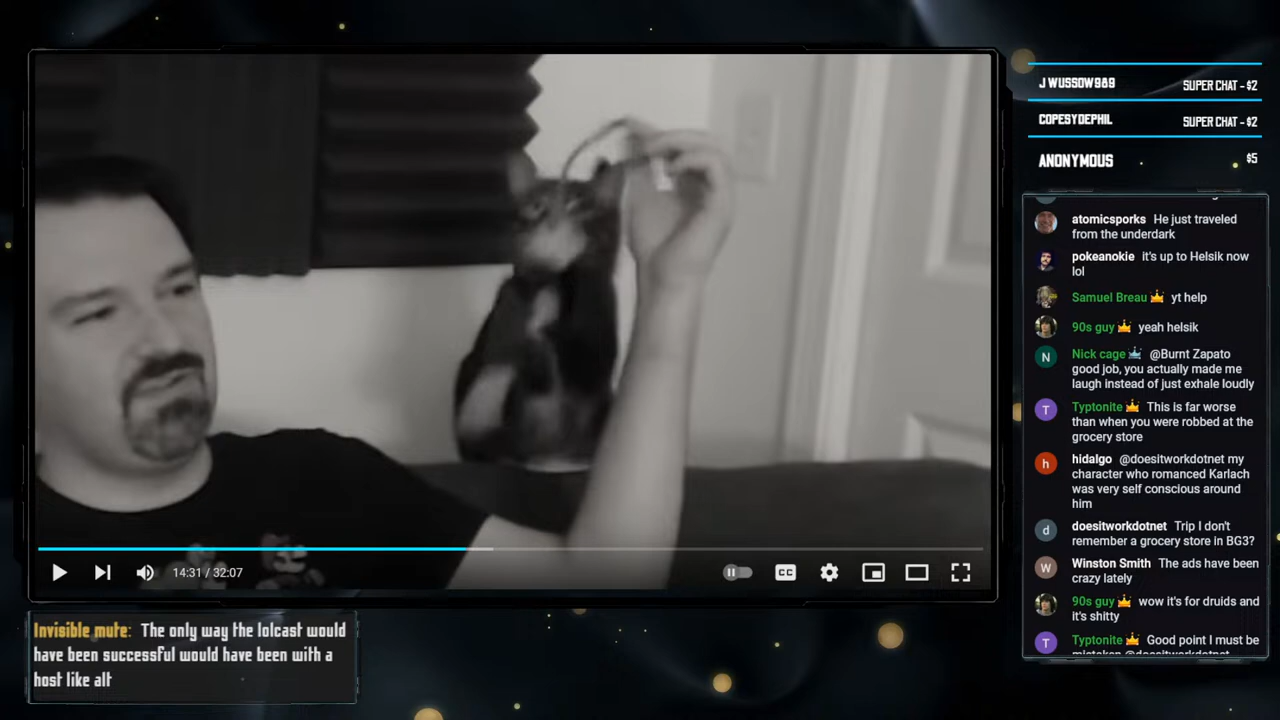 J WUSSOW989 SUPER CHAT - $2
COPESYDEPHIL SUPER CHAT - $2
ANONYMOUS $5
atomicsporks He just traveled
from the underdark
pokeanokie it's up to Helsik now
lol
Samuel Breau yt help
90s guy yeah helsik
N Nick cage @Burnt Zapato
good job, you actually made me
laugh instead of just exhale loudly
T Typtonite This is far worse
than when you were robbed at the
grocery store
h hidalgo @doesitworkdotnet my
character who romanced Karlach
was very self conscious around
him
d doesitworkdotnet Trip I don't
remember a grocery store in BG3?
W Winston Smith The ads have been
crazy lately
90s guy wow it's for druids and
it's shitty
T Typtonite Good point I must be
mistaken @doesitworkdotnet
14:31 / 32:07
CC
Invisible mute: The only way the lolcast would
have been successful would have been with a
host like alt